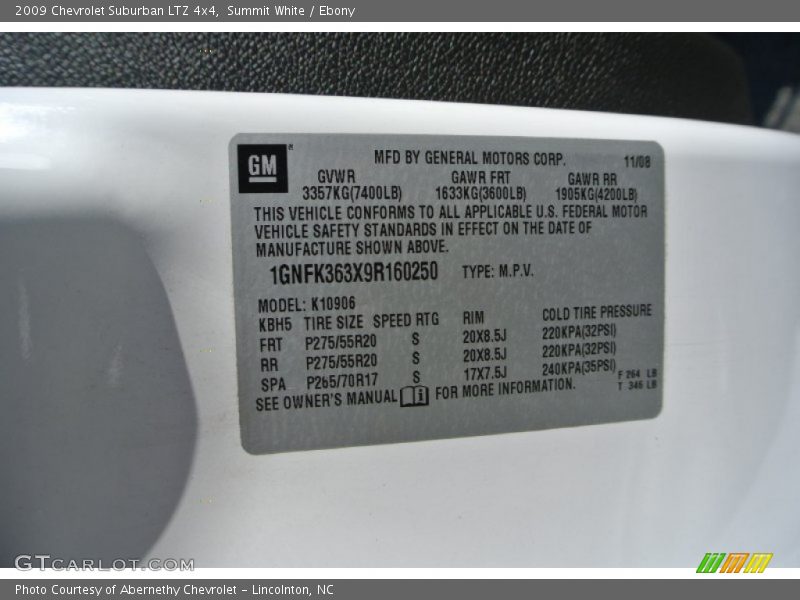 2009 Chevrolet Suburban LTZ 4x4, Summit White / Ebony
GM
MFD BY GENERAL MOTORS CORP. 11/08
GVWR GAWR FRT GAWR RR
3357KG(7400LB) 1633KG(3600LB) 1905KG(4200LB)
THIS VEHICLE CONFORMS TO ALL APPLICABLE U.S. FEDERAL MOTOR
VEHICLE SAFETY STANDARDS IN EFFECT ON THE DATE OF
MANUFACTURE SHOWN ABOVE.
1GNFK363X9R160250 TYPE: M.P.V.
MODEL: K10906
KBH5 TIRE SIZE SPEED RTG RIM COLD TIRE PRESSURE
FRT P275/55R20 S 20X8.5J 220KPA(32PSI)
RR P275/55R20 S 20X8.5J 220KPA(32PSI)
SPA P265/70R17 S 17X7.5J 240KPA(35PSI)
F 264 LB
T 346 LB
SEE OWNER'S MANUAL FOR MORE INFORMATION.
GTCARLOT.COM
Photo Courtesy of Abernethy Chevrolet - Lincolnton, NC